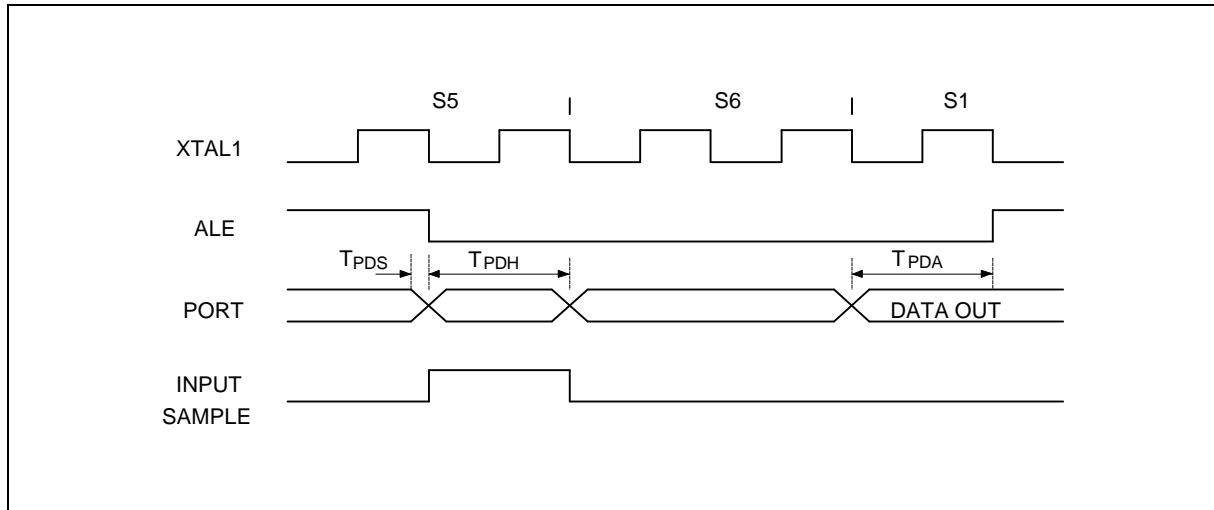 S5 S6 S1
XTAL1
ALE
TPDS TPDH TPDA
PORT DATA OUT
INPUT
SAMPLE